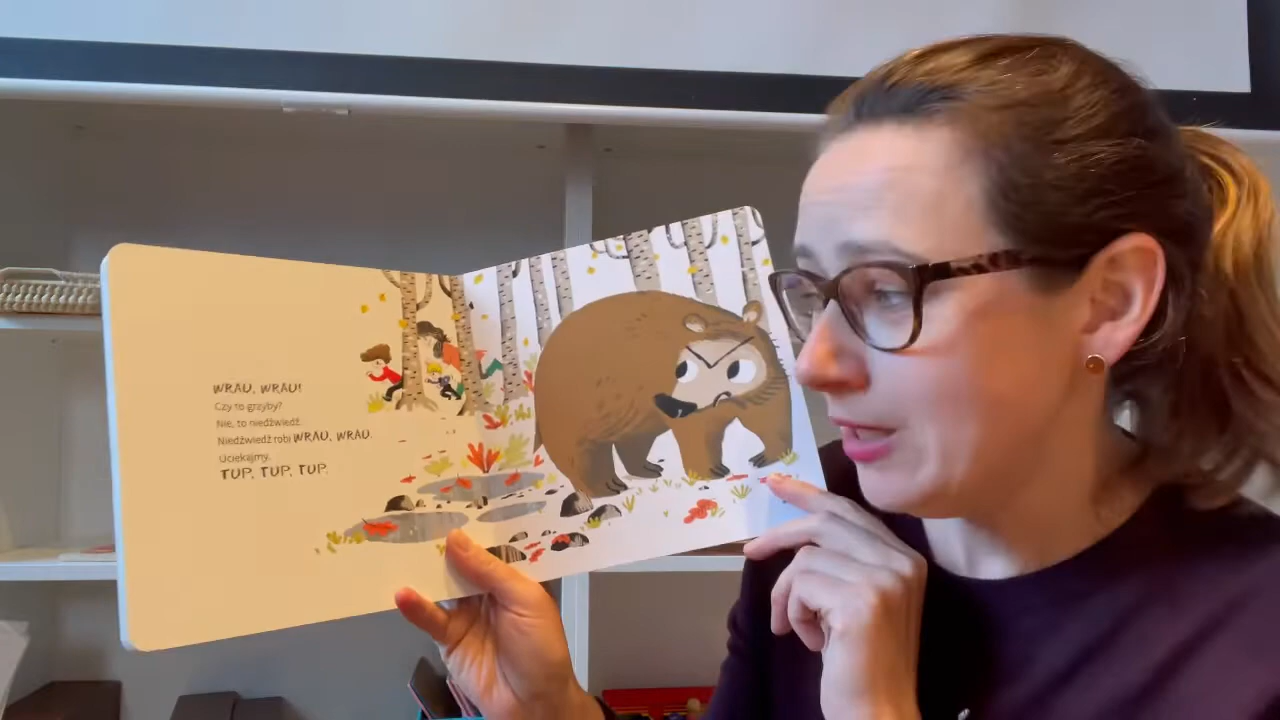 WRAU, WRAU!
Czy to grzyby?
Nie, to niedźwiedź.
Niedźwiedź robi WRAU, WRAU.
Uciekajmy.
TUP, TUP, TUP.